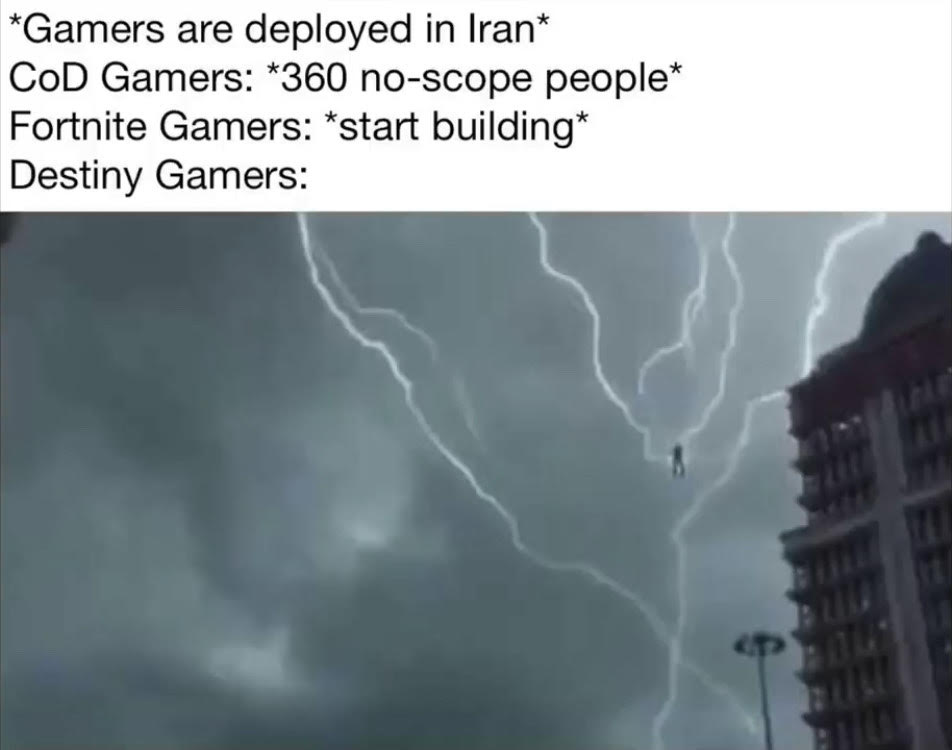 *Gamers are deployed in Iran*
CoD Gamers: *360 no-scope people*
Fortnite Gamers: *start building*
Destiny Gamers: